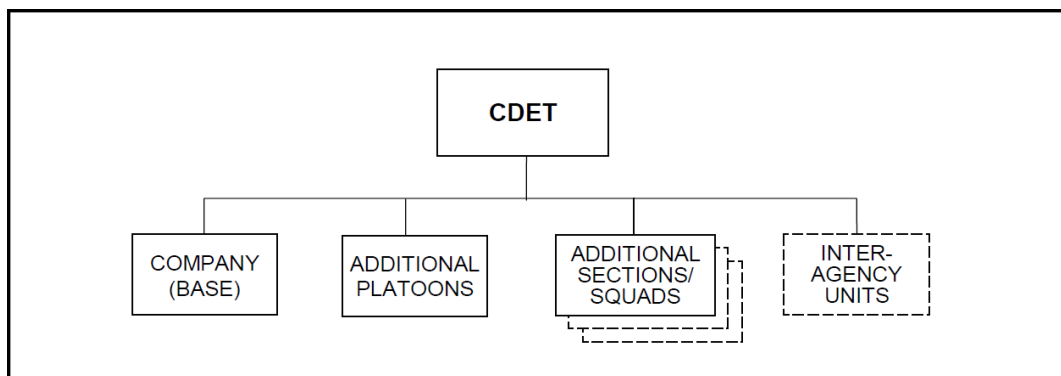 CDET
COMPANY
(BASE)
ADDITIONAL
PLATOONS
ADDITIONAL
SECTIONS/
SQUADS
INTER-
AGENCY
UNITS